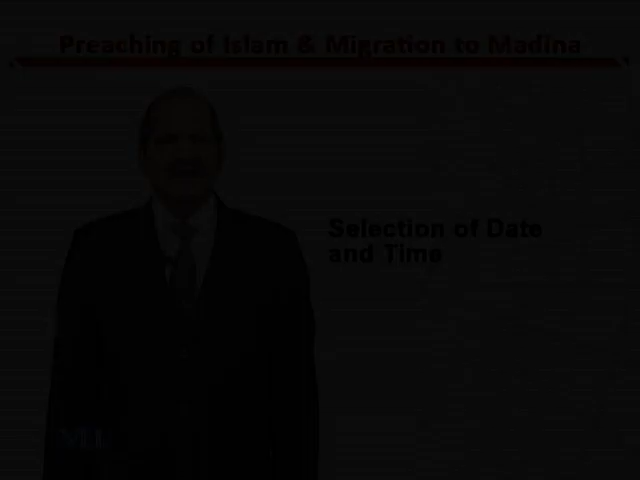 Preaching of Islam & Migration to Madina
Selection of Date
and Time